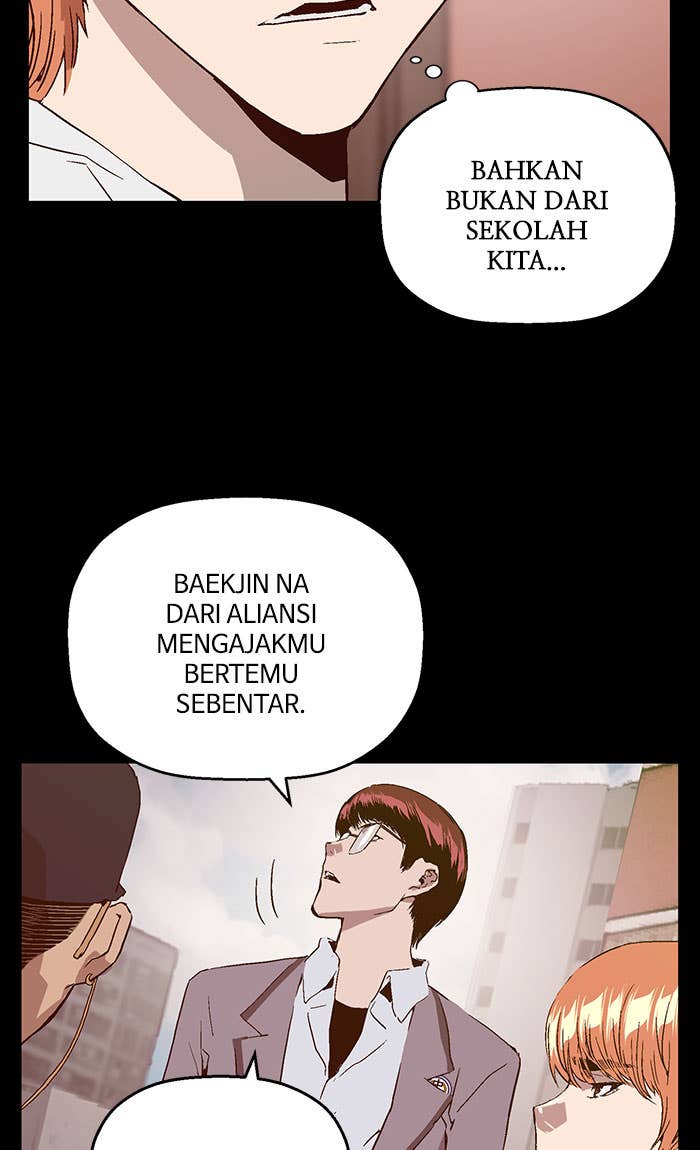 BAHKAN
BUKAN DARI
SEKOLAH
KITA...
BAEKJIN NA
DARI ALIANSI
MENGAJAKMU
BERTEMU
SEBENTAR.